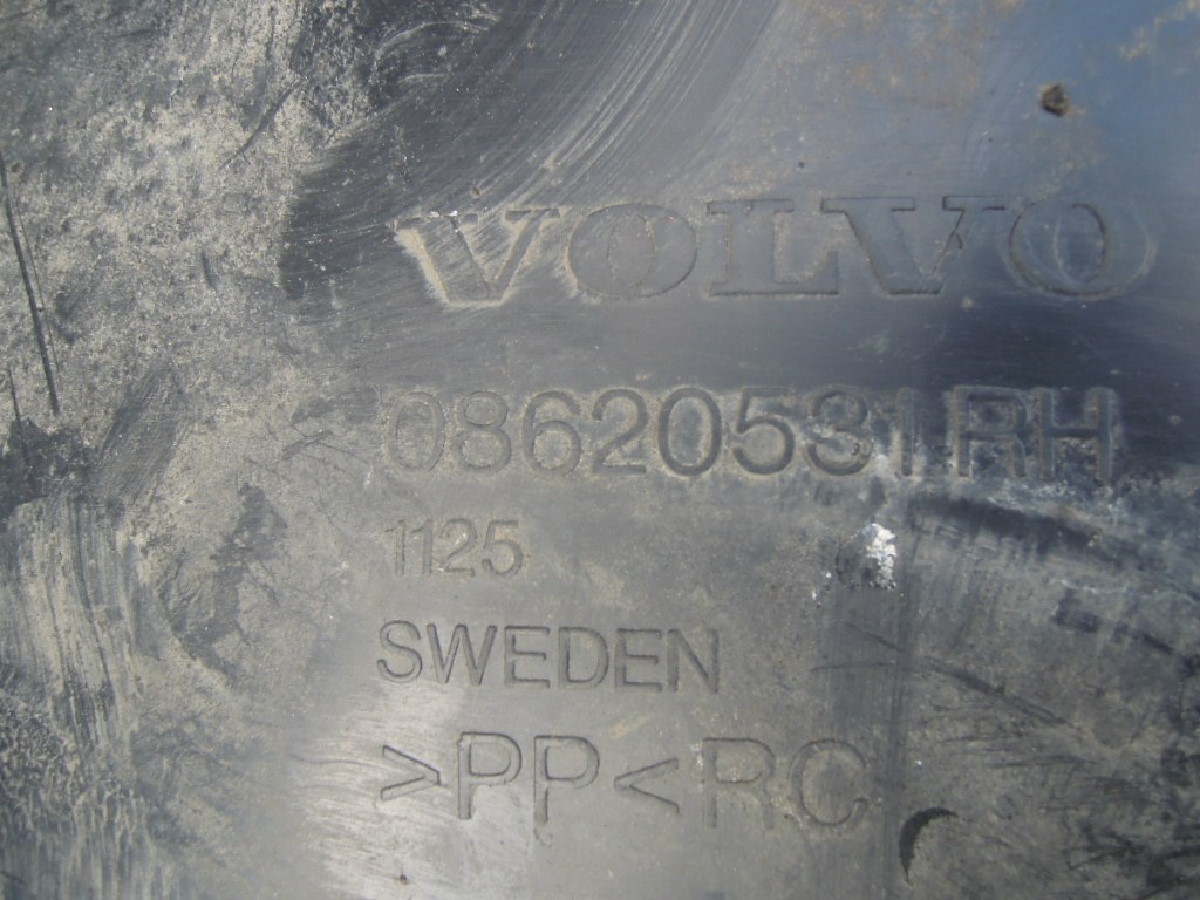 VOLVO
08620531RH
1125
SWEDEN
>PP<RC